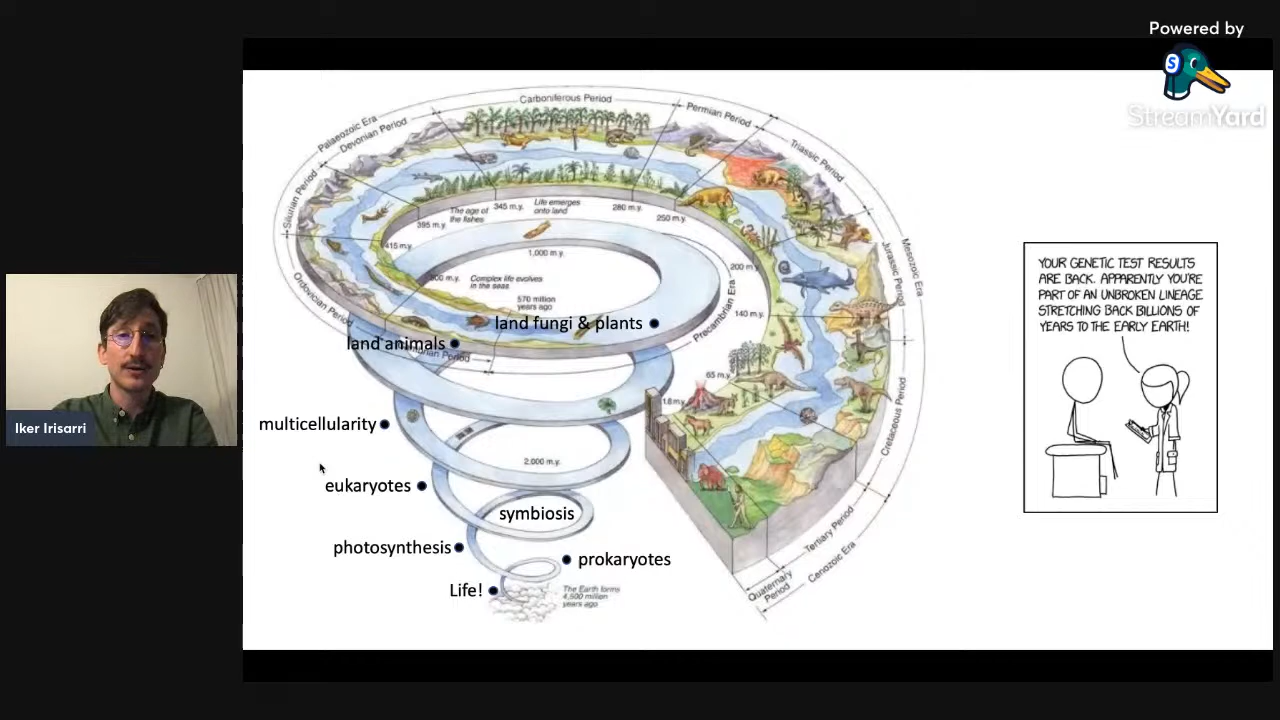 Powered by
StreamYard
Carboniferous Period
Permian Period
Palaeozoic Era
Devonian Period
Triassic Period
Silurian Period
345 m.y.
Life emerges
onto land
280 m.y.
250 m.y.
The age of
the fishes
395 m.y.
415 m.y.
1,000 m.y.
200 m.y.
Mesozoic Era
Jurassic Period
Complex life evolves
in the seas
570 million
years ago
Ordovician Period
Precambrian Era
140 m.y.
land fungi & plants
land animals
65 m.y.
1.8 m.y.
Cretaceous Period
multicellularity
2,000 m.y.
eukaryotes
symbiosis
photosynthesis
prokaryotes
Life!
The Earth forms
4,500 million
years ago
Tertiary Period
Cenozoic Era
Quaternary
Period
YOUR GENETIC TEST RESULTS
ARE BACK. APPARENTLY YOU'RE
PART OF AN UNBROKEN LINEAGE
STRETCHING BACK BILLIONS OF
YEARS TO THE EARLY EARTH!
Iker Irisarri